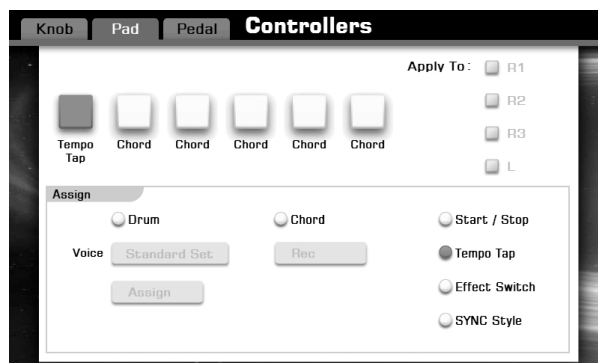 Knob Pad Pedal Controllers
Apply To: R1
R2
R3
L
Tempo Tap Chord Chord Chord Chord Chord
Assign
Drum Chord Start / Stop
Voice Standard Set Rec Tempo Tap
Assign Effect Switch
SYNC Style